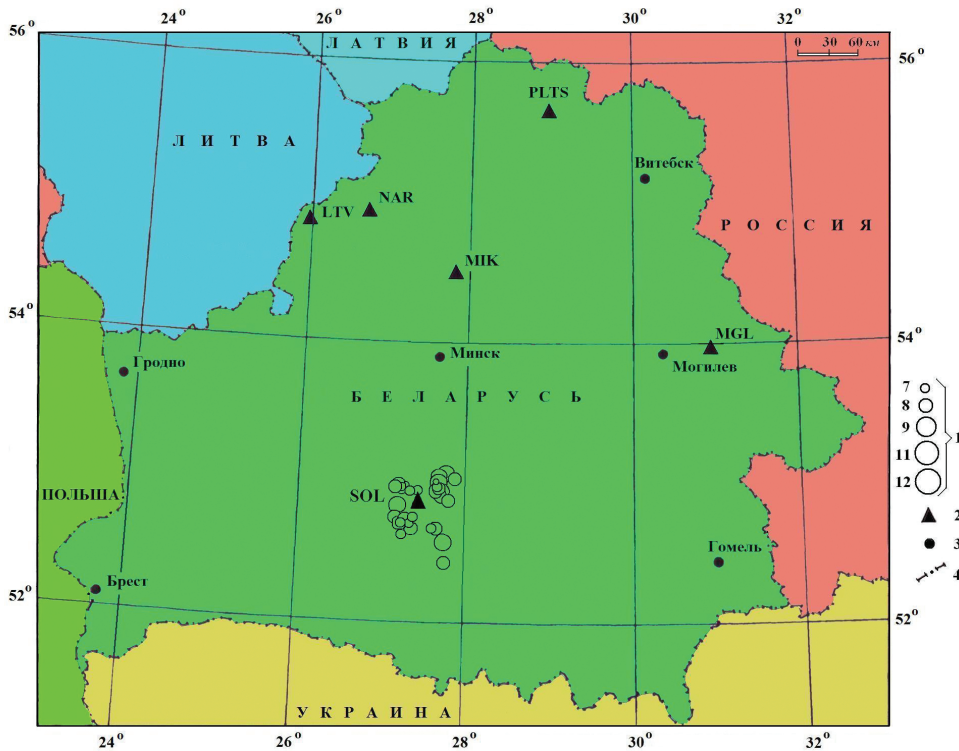 24° 26° 28° 30° 32°
56°
ЛАТВИЯ
0 30 60 км
56°
PLTS
ЛИТВА
Витебск
LTV
NAR
РОССИЯ
MIK
54°
54°
MGL
Гродно
Минск
Могилев
БЕЛАРУСЬ
7
8
9
11
12
1
ПОЛЬША
SOL
2
3
4
Гомель
Брест
52°
52°
УКРАИНА
24° 26° 28° 30° 32°